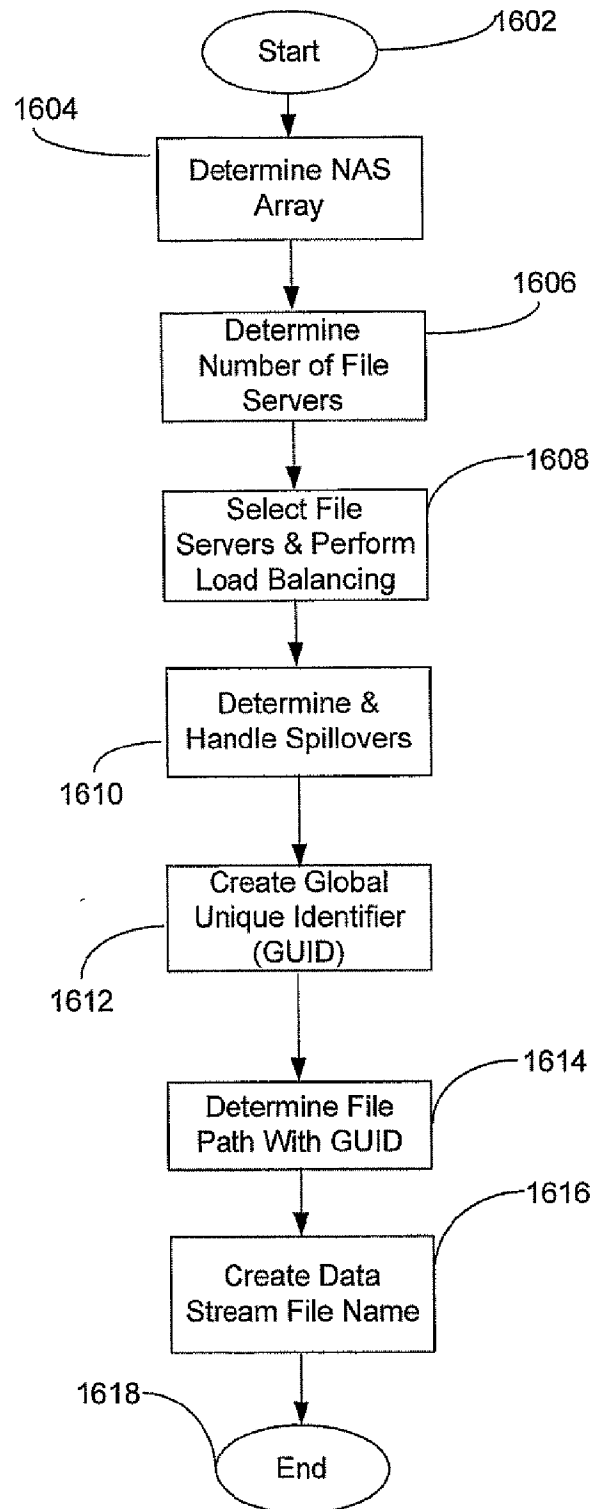 1602
Start
1604
Determine NAS
Array
1606
Determine
Number of File
Servers
1608
Select File
Servers & Perform
Load Balancing
Determine &
Handle Spillovers
1610
Create Global
Unique Identifier
(GUID)
1612
1614
Determine File
Path With GUID
1616
Create Data
Stream File Name
1618
End